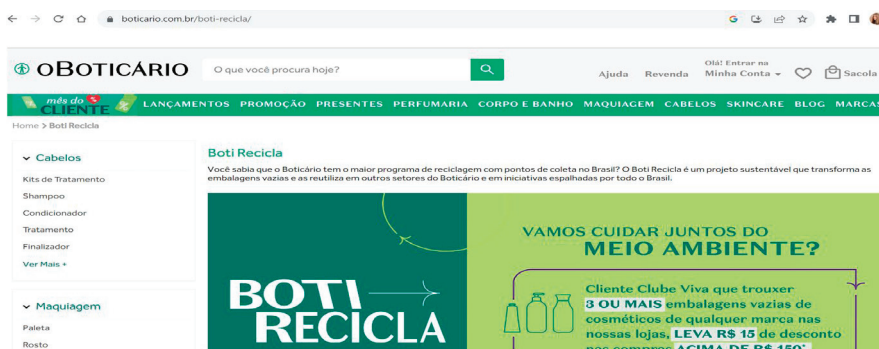 boticario.com.br/boti-recicla/
OBOTICÁRIO
O que você procura hoje?
Ajuda Revenda
Olá! Entrar na
Minha Conta
Sacola
mês do
CLIENTE
LANÇAMENTOS PROMOÇÃO PRESENTES PERFUMARIA CORPO E BANHO MAQUIAGEM CABELOS SKINCARE BLOG MARCAS
Home > Boti Recicla
Cabelos
Kits de Tratamento
Shampoo
Condicionador
Tratamento
Finalizador
Ver Mais +
Maquiagem
Paleta
Rosto
Boti Recicla
Você sabia que o Boticário tem o maior programa de reciclagem com pontos de coleta no Brasil? O Boti Recicla é um projeto sustentável que transforma as
embalagens vazias e as reutiliza em outros setores do Boticário e em iniciativas espalhadas por todo o Brasil.
BOTI
RECICLA
VAMOS CUIDAR JUNTOS DO
MEIO AMBIENTE?
Cliente Clube Viva que trouxer
3 OU MAIS embalagens vazias de
cosméticos de qualquer marca nas
nossas lojas, LEVA R$ 15 de desconto
nas compras ACIMA DE R$ 150*